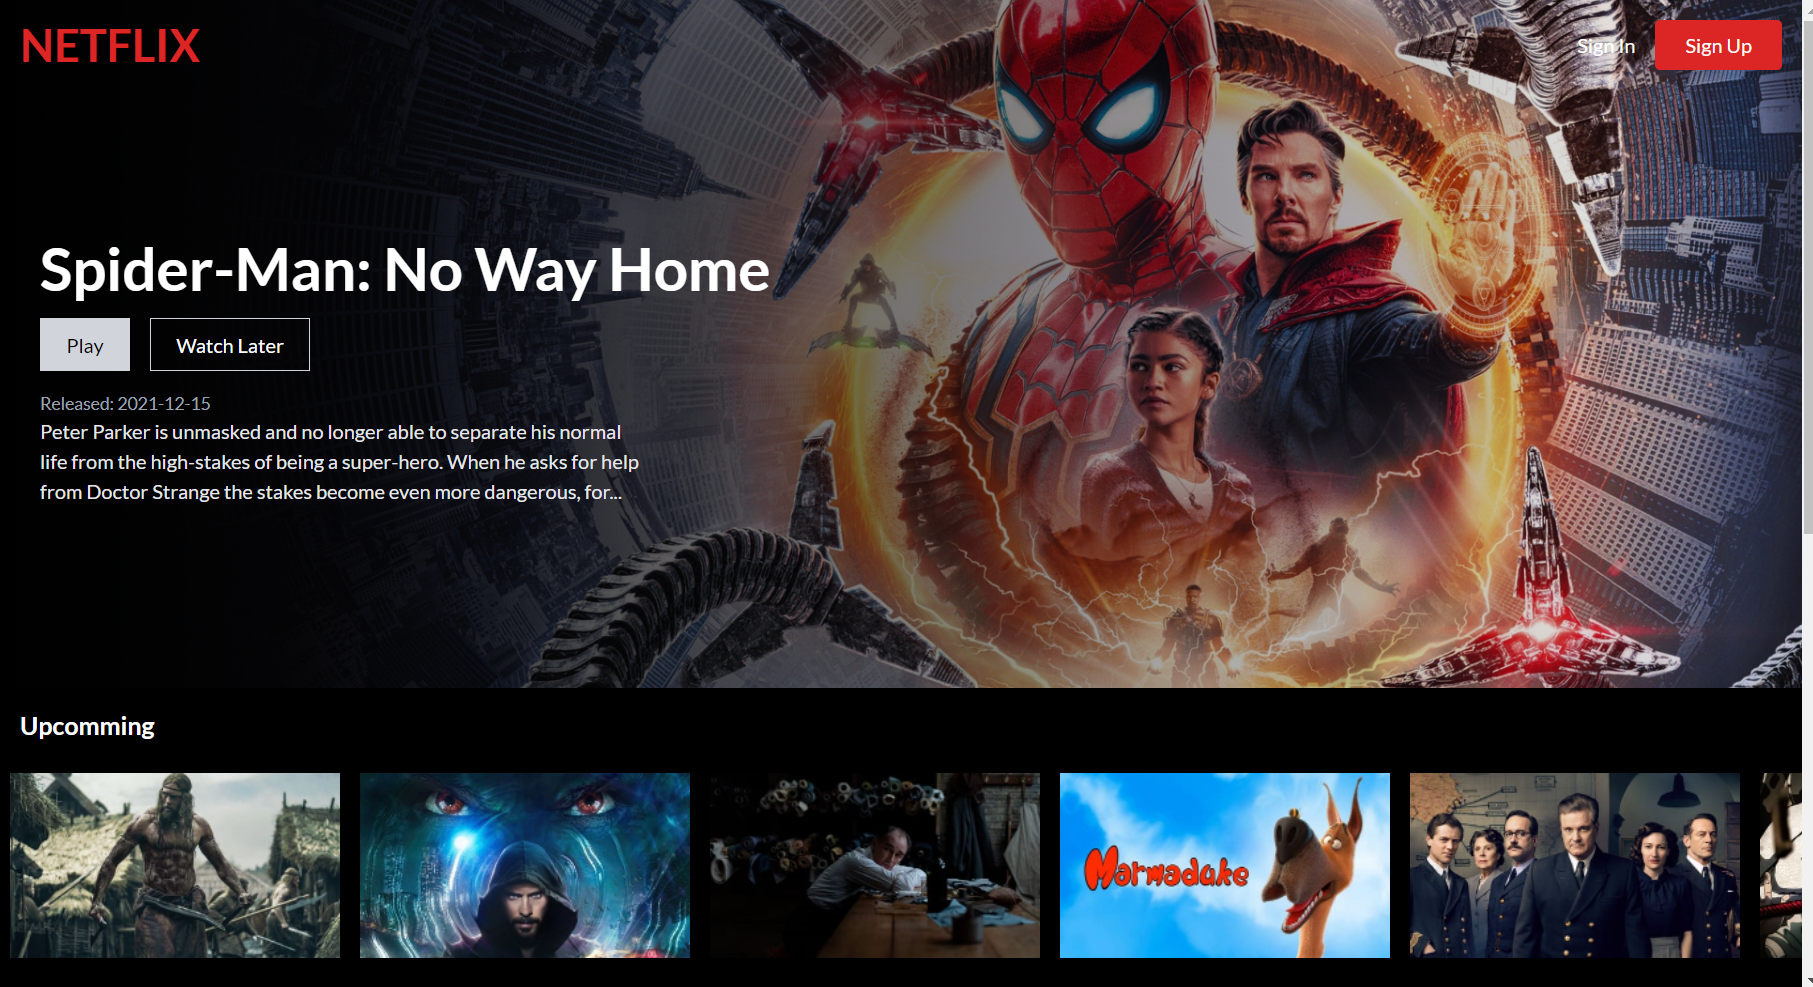 NETFLIX
Sign In
Sign Up
Spider-Man: No Way Home
Play
Watch Later
Released: 2021-12-15
Peter Parker is unmasked and no longer able to separate his normal
life from the high-stakes of being a super-hero. When he asks for help
from Doctor Strange the stakes become even more dangerous, for...
Upcomming
Marmaduke